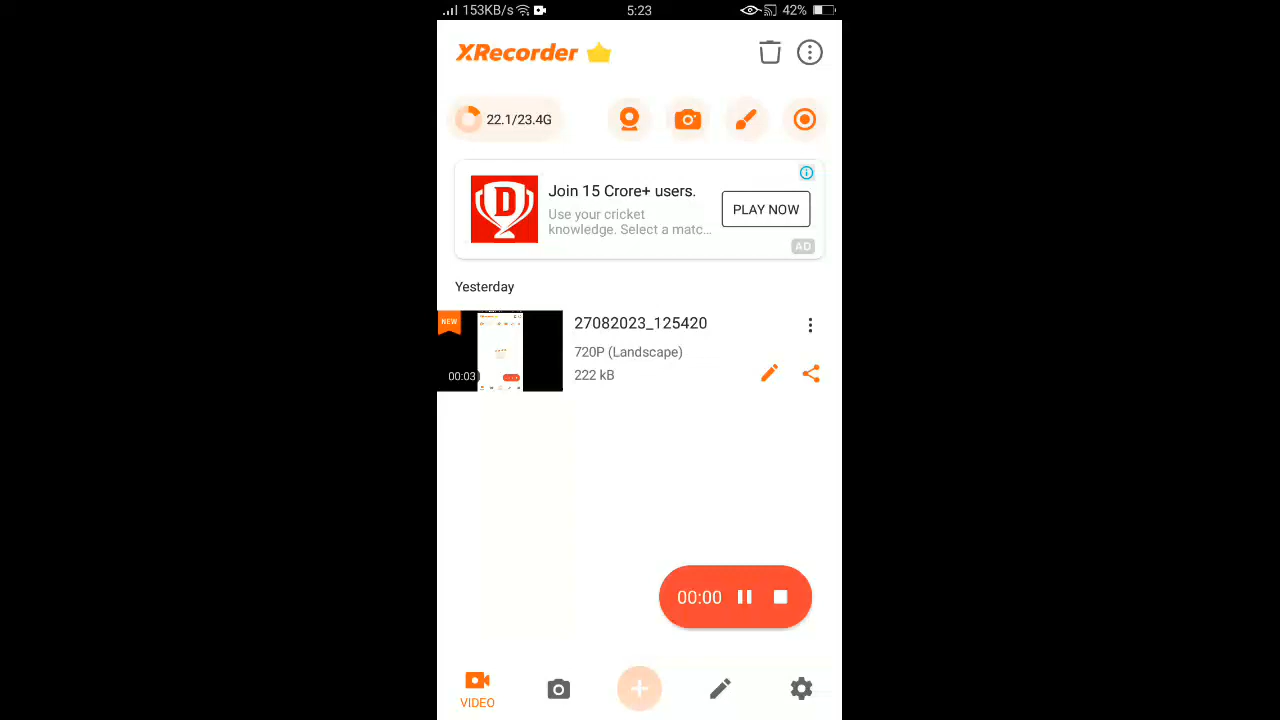 153KB/s 5:23 42%
XRecorder
22.1/23.4G
D
Join 15 Crore+ users.
Use your cricket
knowledge. Select a matc...
PLAY NOW
AD
Yesterday
NEW
00:03
27082023_125420
720P (Landscape)
222 kB
00:00
VIDEO